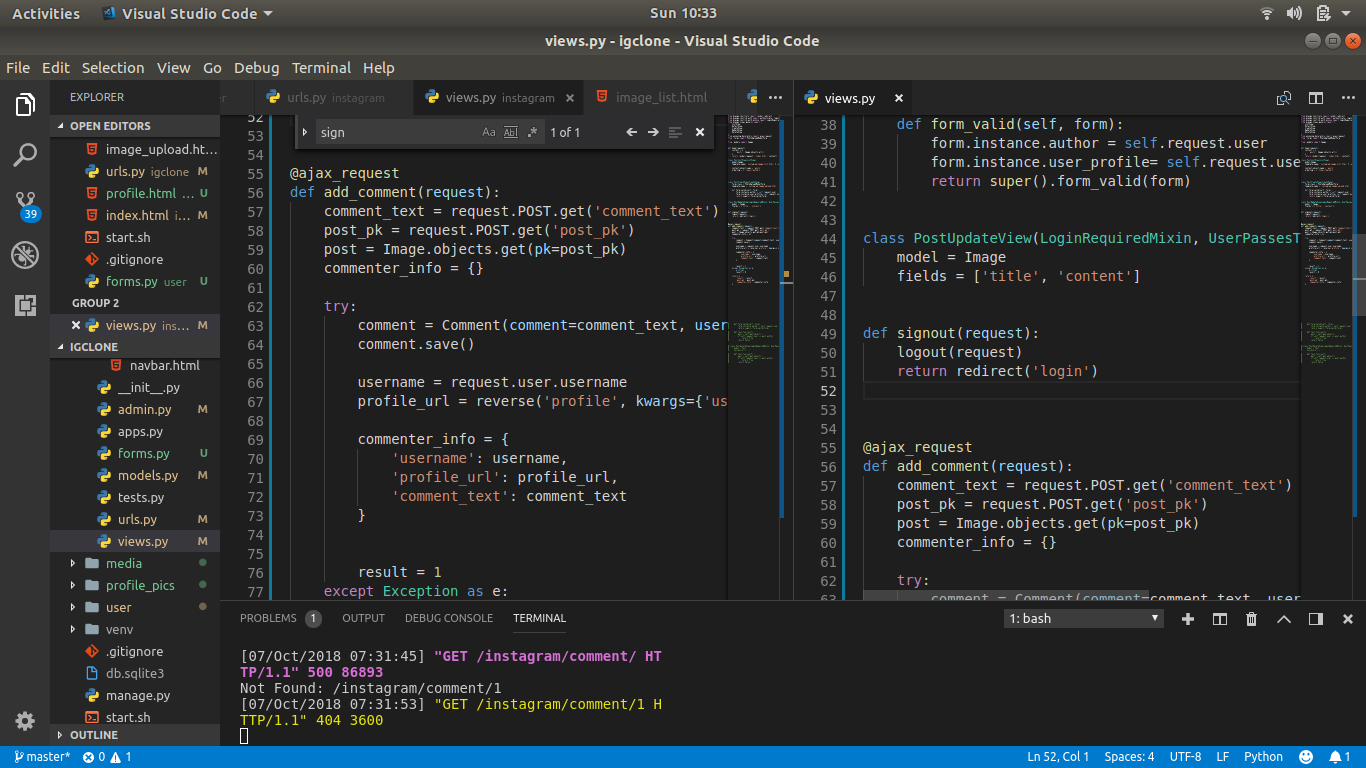 Activities Visual Studio Code Sun 10:33
views.py - igclone - Visual Studio Code
File Edit Selection View Go Debug Terminal Help
EXPLORER
OPEN EDITORS
image_upload.ht...
urls.py igclone M
profile.html ... U
index.html i... M
start.sh
.gitignore
forms.py user U
GROUP 2
views.py ins... M
IGCLONE
navbar.html
__init__.py
admin.py M
apps.py
forms.py U
models.py M
tests.py
urls.py M
views.py M
media
profile_pics
user
venv
.gitignore
db.sqlite3
manage.py
start.sh
OUTLINE
39
urls.py instagram views.py instagram image_list.html
sign Aa Abl .* 1 of 1
52
53
54
55 @ajax_request
56 def add_comment(request):
57 comment_text = request.POST.get('comment_text')
58 post_pk = request.POST.get('post_pk')
59 post = Image.objects.get(pk=post_pk)
60 commenter_info = {}
61
62 try:
63 comment = Comment(comment=comment_text, user
64 comment.save()
65
66 username = request.user.username
67 profile_url = reverse('profile', kwargs={'us
68
69 commenter_info = {
70 'username': username,
71 'profile_url': profile_url,
72 'comment_text': comment_text
73 }
74
75
76 result = 1
77 except Exception as e:
views.py
38 def form_valid(self, form):
39 form.instance.author = self.request.user
40 form.instance.user_profile= self.request.use
41 return super().form_valid(form)
42
43
44 class PostUpdateView(LoginRequiredMixin, UserPassesT
45 model = Image
46 fields = ['title', 'content']
47
48
49 def signout(request):
50 logout(request)
51 return redirect('login')
52
53
54
55 @ajax_request
56 def add_comment(request):
57 comment_text = request.POST.get('comment_text')
58 post_pk = request.POST.get('post_pk')
59 post = Image.objects.get(pk=post_pk)
60 commenter_info = {}
61
62 try:
63 comment = Comment(comment=comment_text, user
PROBLEMS 1 OUTPUT DEBUG CONSOLE TERMINAL 1: bash
[07/Oct/2018 07:31:45] "GET /instagram/comment/ HT
TP/1.1" 500 86893
Not Found: /instagram/comment/1
[07/Oct/2018 07:31:53] "GET /instagram/comment/1 H
TTP/1.1" 404 3600
master* 0 1 Ln 52, Col 1 Spaces: 4 UTF-8 LF Python 1